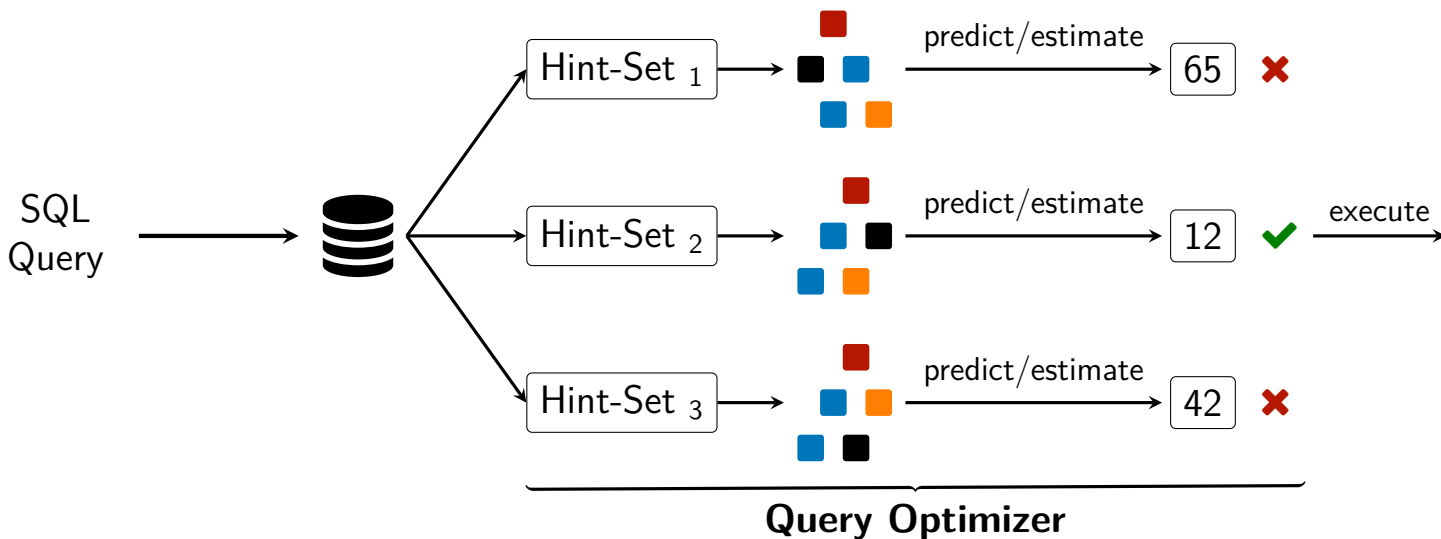 SQL
Query
Hint-Set 1
predict/estimate
65
Hint-Set 2
predict/estimate
12
execute
Hint-Set 3
predict/estimate
42
Query Optimizer